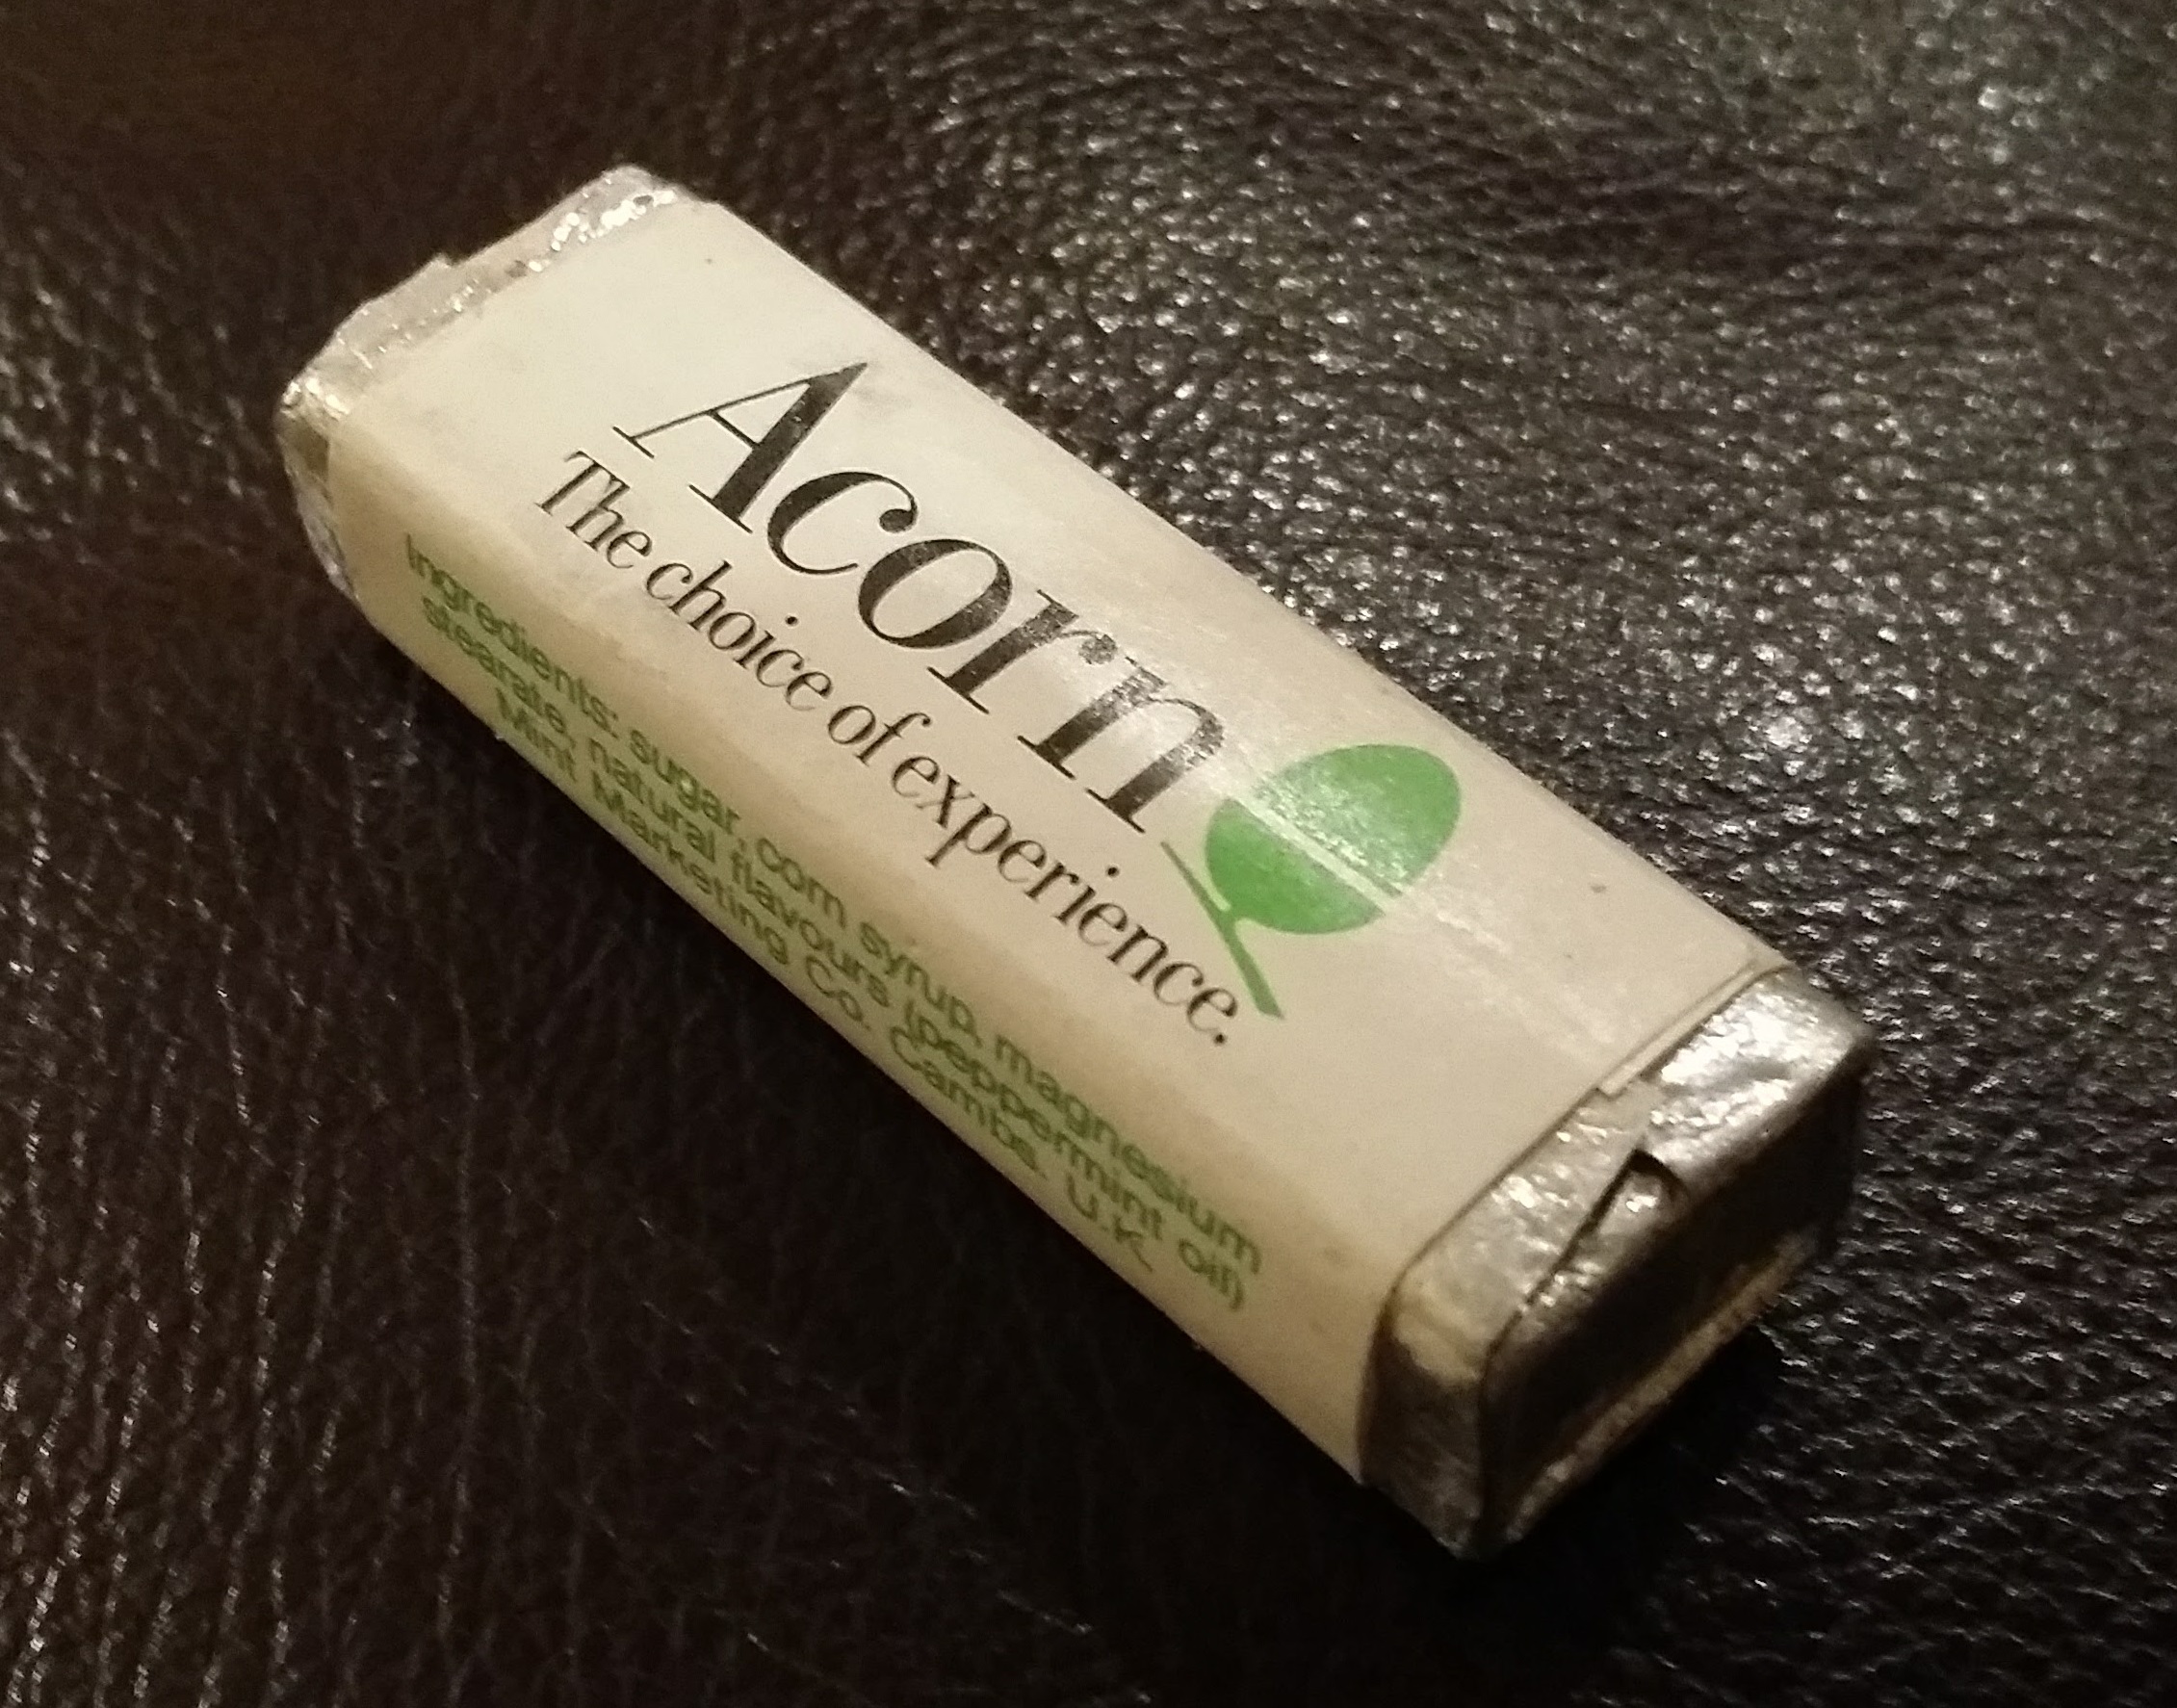 Acorn
The choice of experience.
Ingredients: sugar, corn syrup, magnesium
stearate, natural flavours (peppermint oil)
Mint Marketing Co. Cambs. U.K